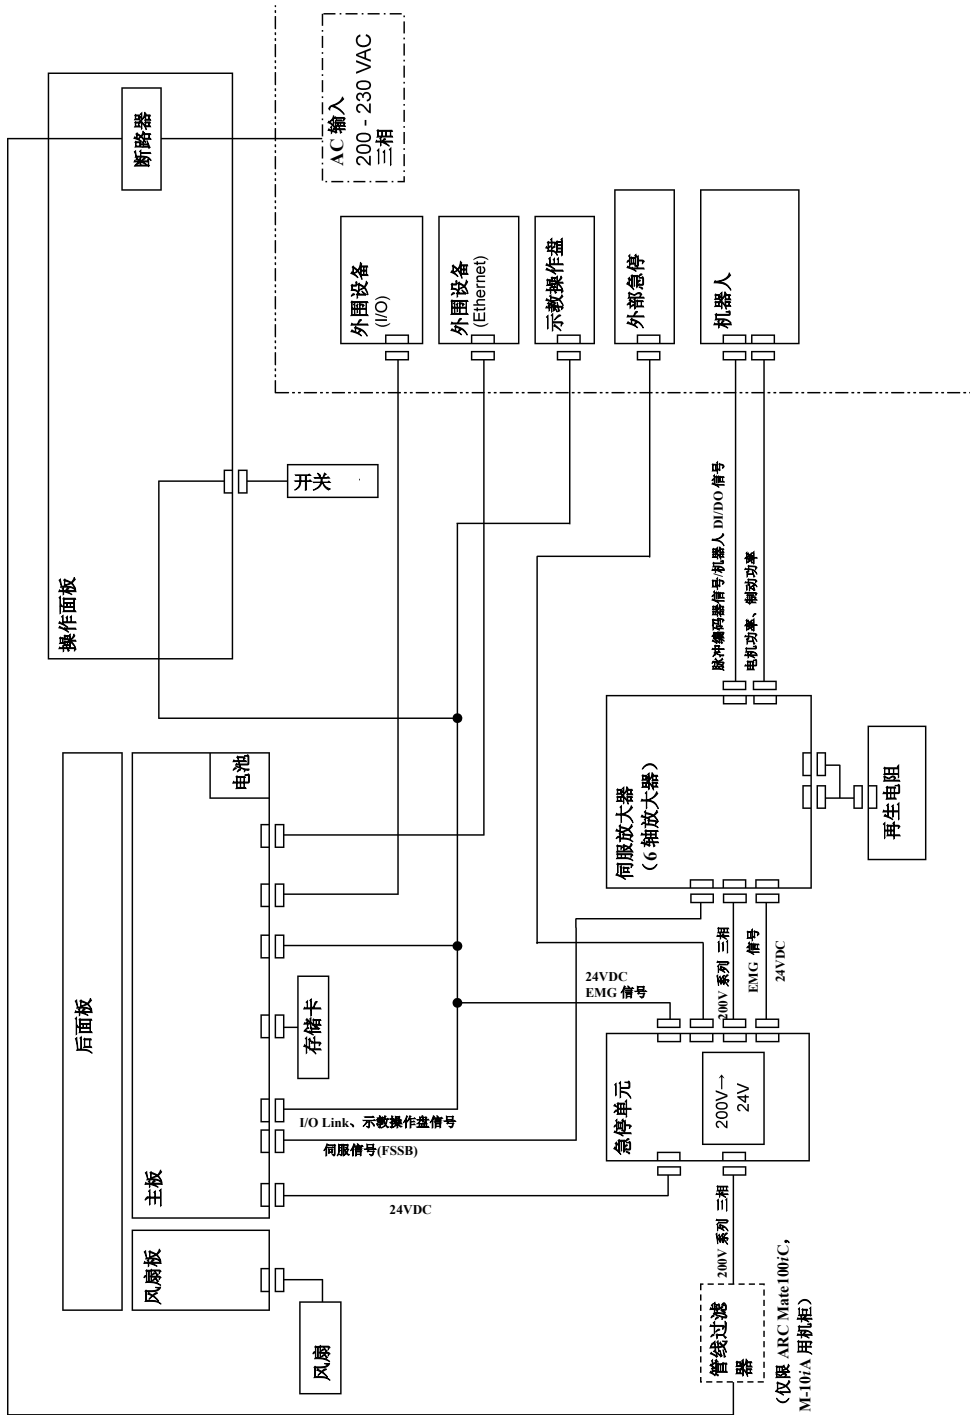 操作面板
断路器
AC 输入
200 - 230 VAC
三相
开关
外围设备
(I/O)
外围设备
(Ethernet)
示教操作盘
外部急停
机器人
后面板
主板
电池
存储卡
风扇板
风扇
I/O Link、示教操作盘信号
伺服信号(FSSB)
24VDC
24VDC
EMG 信号
脉冲编码器信号/机器人 DI/DO 信号
电机功率、制动功率
伺服放大器
（6 轴放大器）
再生电阻
200V 系列 三相
EMG 信号
24VDC
急停单元
200V→
24V
200V 系列 三相
管线过滤
器
（仅限 ARC Mate100iC,
M-10iA 用机柜）